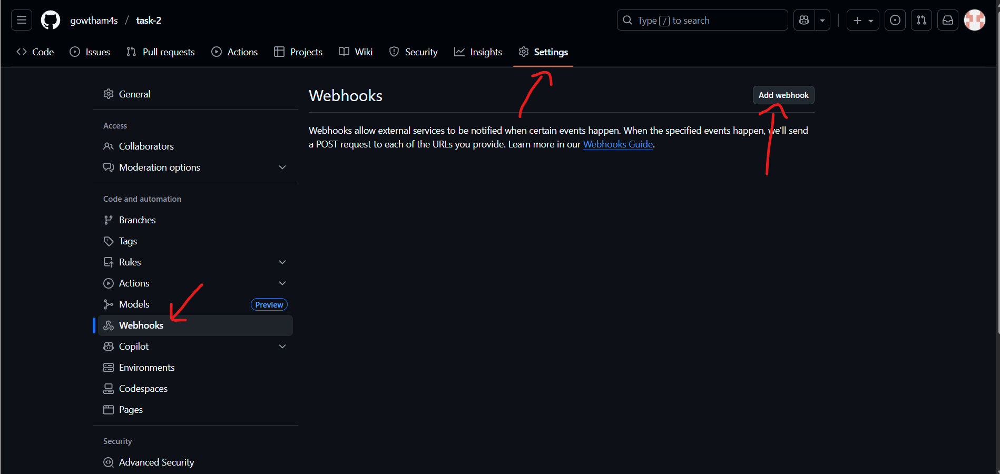 gowtham4s / task-2
Type / to search
Code
Issues
Pull requests
Actions
Projects
Wiki
Security
Insights
Settings
General
Access
Collaborators
Moderation options
Code and automation
Branches
Tags
Rules
Actions
Models
Preview
Webhooks
Copilot
Environments
Codespaces
Pages
Security
Advanced Security
Webhooks
Add webhook
Webhooks allow external services to be notified when certain events happen. When the specified events happen, we'll send
a POST request to each of the URLs you provide. Learn more in our Webhooks Guide.